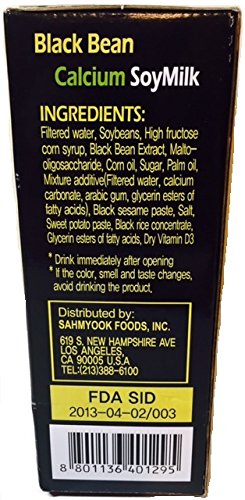 Black Bean
Calcium SoyMilk
INGREDIENTS:
Filtered water, Soybeans, High fructose
corn syrup, Black Bean Extract, Malto-
oligosaccharide, Corn oil, Sugar, Palm oil,
Mixture additive(Filtered water, calcium
carbonate, arabic gum, glycerin esters of
fatty acids), Black sesame paste, Salt,
Sweet potato paste, Black rice concentrate,
Glycerin esters of fatty acids, Dry Vitamin D3
* Drink immediately after opening
* If the color, smell and taste changes,
avoid drinking the product.
Distributed by:
SAHMYOOK FOODS, INC.
619 S. NEW HAMPSHIRE AVE
LOS ANGELES,
CA 90005 U.S.A
TEL:(213)388-6100
FDA SID
2013-04-02/003
8 801136 401295